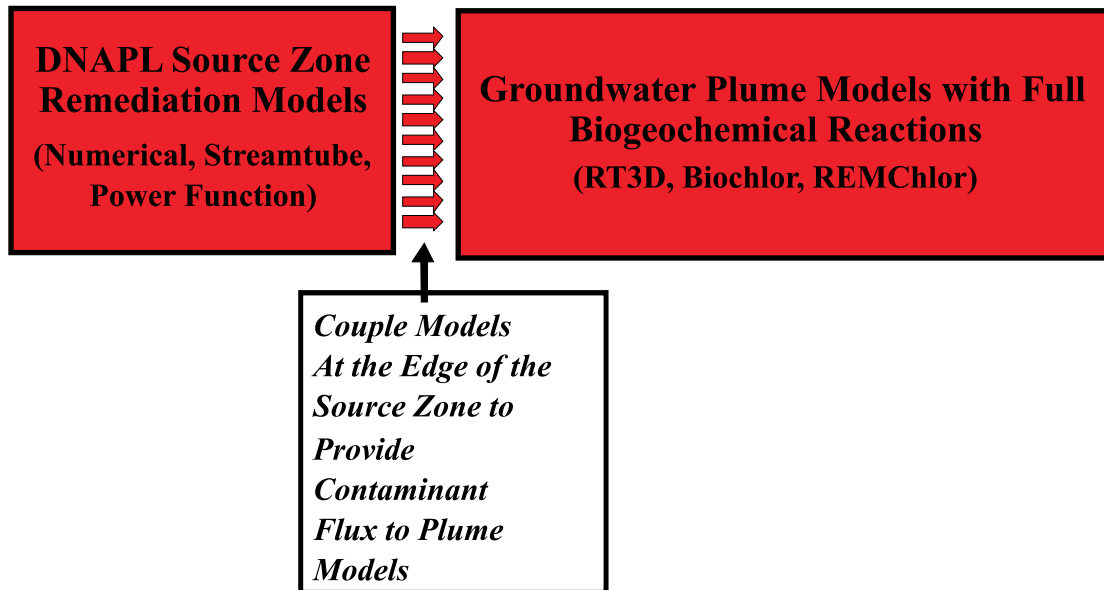 DNAPL Source Zone
Remediation Models
(Numerical, Streamtube,
Power Function)
Groundwater Plume Models with Full
Biogeochemical Reactions
(RT3D, Biochlor, REMChlor)
Couple Models
At the Edge of the
Source Zone to
Provide
Contaminant
Flux to Plume
Models